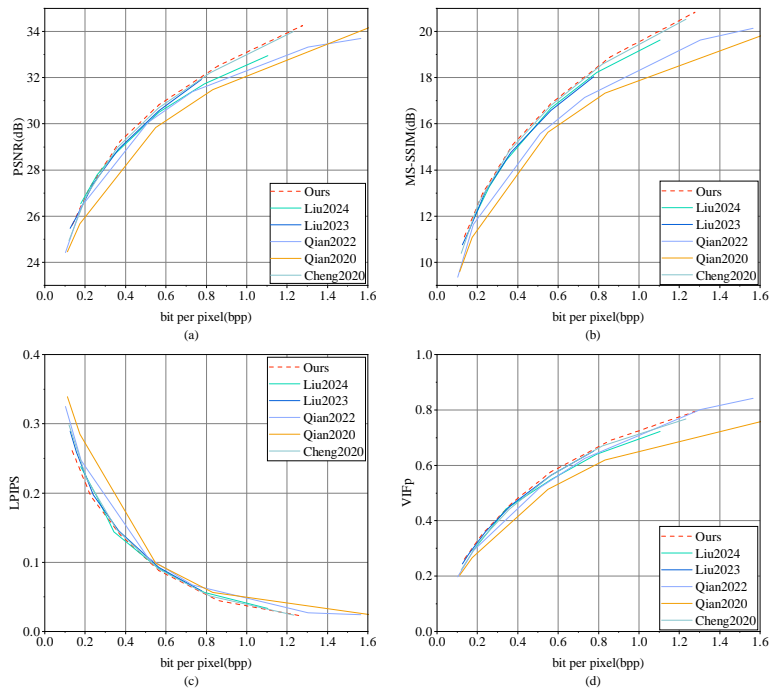 34
32
30
28
26
24
PSNR(dB)
Ours
Liu2024
Liu2023
Qian2022
Qian2020
Cheng2020
0.0 0.2 0.4 0.6 0.8 1.0 1.2 1.4 1.6
bit per pixel(bpp)
(a)
20
18
16
14
12
10
MS-SSIM(dB)
Ours
Liu2024
Liu2023
Qian2022
Qian2020
Cheng2020
0.0 0.2 0.4 0.6 0.8 1.0 1.2 1.4 1.6
bit per pixel(bpp)
(b)
0.4
0.3
0.2
0.1
0.0
LPIPS
Ours
Liu2024
Liu2023
Qian2022
Qian2020
Cheng2020
0.0 0.2 0.4 0.6 0.8 1.0 1.2 1.4 1.6
bit per pixel(bpp)
(c)
1.0
0.8
0.6
0.4
0.2
0.0
VIFp
Ours
Liu2024
Liu2023
Qian2022
Qian2020
Cheng2020
0.0 0.2 0.4 0.6 0.8 1.0 1.2 1.4 1.6
bit per pixel(bpp)
(d)